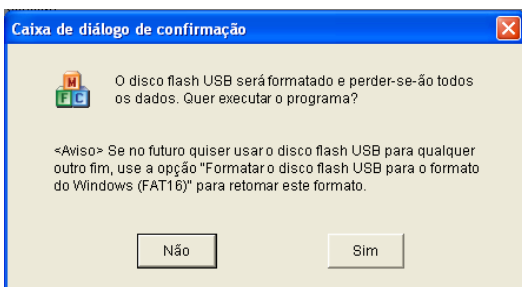 Caixa de diálogo de confirmação
M
F C
O disco flash USB será formatado e perder-se-ão todos
os dados. Quer executar o programa?
<Aviso> Se no futuro quiser usar o disco flash USB para qualquer
outro fim, use a opção "Formatar o disco flash USB para o formato
do Windows (FAT16)" para retomar este formato.
Não
Sim